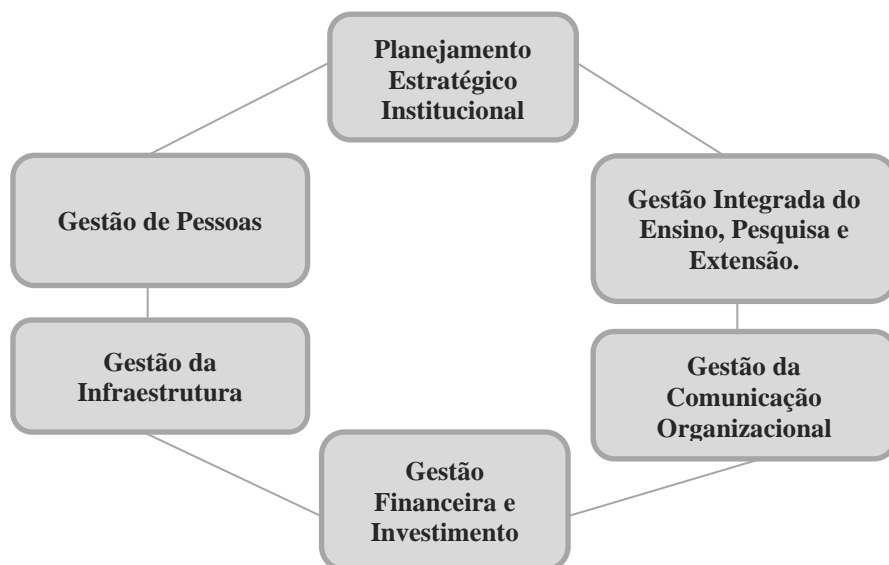 Planejamento
Estratégico
Institucional
Gestão de Pessoas
Gestão Integrada do
Ensino, Pesquisa e
Extensão.
Gestão da
Infraestrutura
Gestão da
Comunicação
Organizacional
Gestão
Financeira e
Investimento